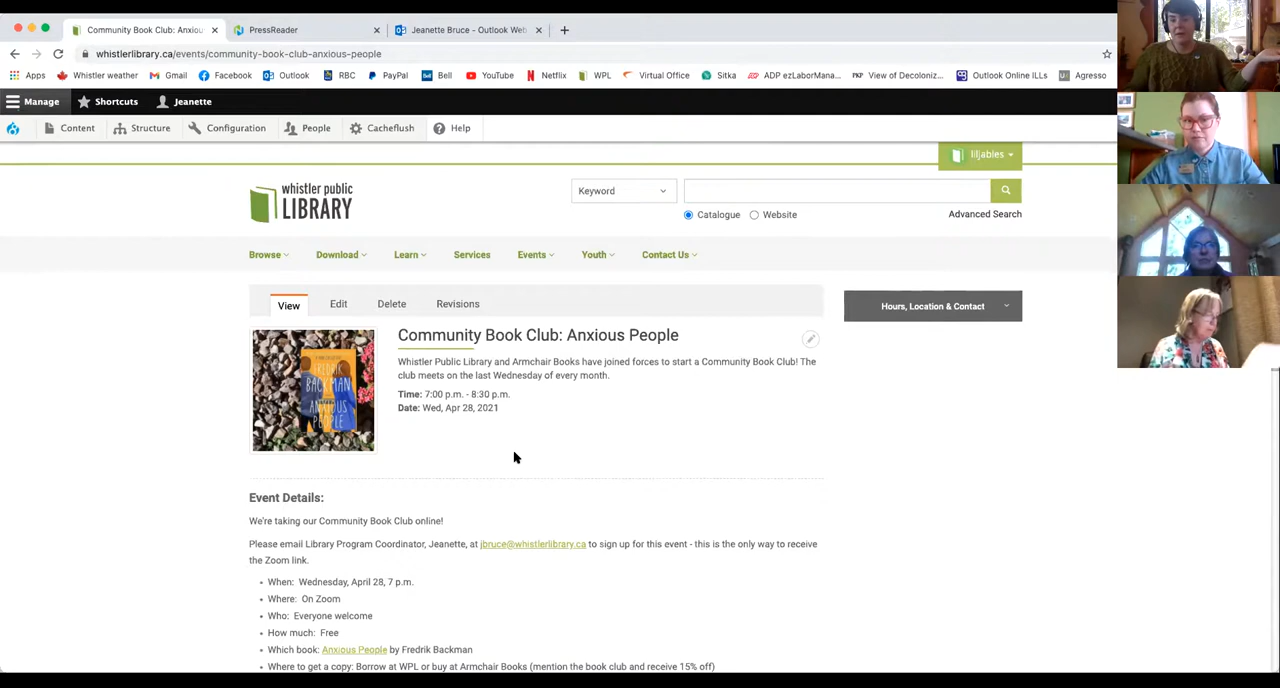 Community Book Club: Anxiou
PressReader
Jeanette Bruce - Outlook Web
whistlerlibrary.ca/events/community-book-club-anxious-people
Apps Whistler weather Gmail Facebook Outlook RBC PayPal Bell YouTube Netflix WPL Virtual Office Sitka ADP ezLaborMana... View of Decoloniz... Outlook Online ILLs Agresso
Manage Shortcuts Jeanette
Content Structure Configuration People Cacheflush Help
liljables
whistler public
LIBRARY
Keyword
Catalogue Website Advanced Search
Browse Download Learn Services Events Youth Contact Us
View Edit Delete Revisions
Hours, Location & Contact
FREDRIK
BACKMAN
ANXIOUS
PEOPLE
Community Book Club: Anxious People
Whistler Public Library and Armchair Books have joined forces to start a Community Book Club! The
club meets on the last Wednesday of every month.
Time: 7:00 p.m. - 8:30 p.m.
Date: Wed, Apr 28, 2021
Event Details:
We're taking our Community Book Club online!
Please email Library Program Coordinator, Jeanette, at jbruce@whistlerlibrary.ca to sign up for this event - this is the only way to receive
the Zoom link.
• When: Wednesday, April 28, 7 p.m.
• Where: On Zoom
• Who: Everyone welcome
• How much: Free
• Which book: Anxious People by Fredrik Backman
• Where to get a copy: Borrow at WPL or buy at Armchair Books (mention the book club and receive 15% off)